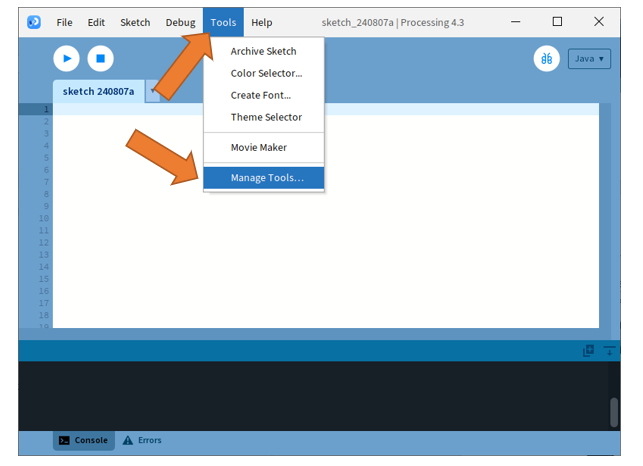 File Edit Sketch Debug Tools Help sketch_240807a | Processing 4.3
Archive Sketch
Color Selector...
Create Font...
Theme Selector
Movie Maker
Manage Tools...
Java ▾
sketch 240807a
1
2
3
4
5
6
7
8
9
10
11
12
13
14
15
16
17
18
19
Console Errors